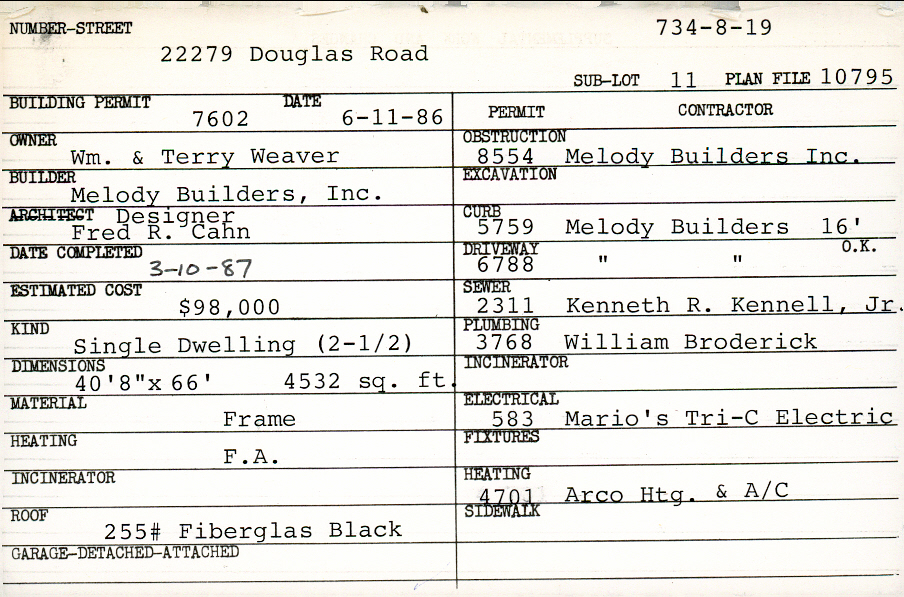 NUMBER-STREET 734-8-19
22279 Douglas Road
SUB-LOT 11 PLAN FILE 10795
BUILDING PERMIT DATE
7602 6-11-86
OWNER
Wm. & Terry Weaver
BUILDER
Melody Builders, Inc.
ARCHITECT Designer
Fred R. Cahn
DATE COMPLETED
3-10-87
ESTIMATED COST
$98,000
KIND
Single Dwelling (2-1/2)
DIMENSIONS
40'8"x 66' 4532 sq. ft.
MATERIAL
Frame
HEATING
F.A.
INCINERATOR
ROOF
255# Fiberglas Black
GARAGE-DETACHED-ATTACHED
PERMIT CONTRACTOR
OBSTRUCTION
8554 Melody Builders Inc.
EXCAVATION
CURB
5759 Melody Builders 16'
DRIVEWAY O.K.
6788 " "
SEWER
2311 Kenneth R. Kennell, Jr.
PLUMBING
3768 William Broderick
INCINERATOR
ELECTRICAL
583 Mario's Tri-C Electric
FIXTURES
HEATING
4701 Arco Htg. & A/C
SIDEWALK